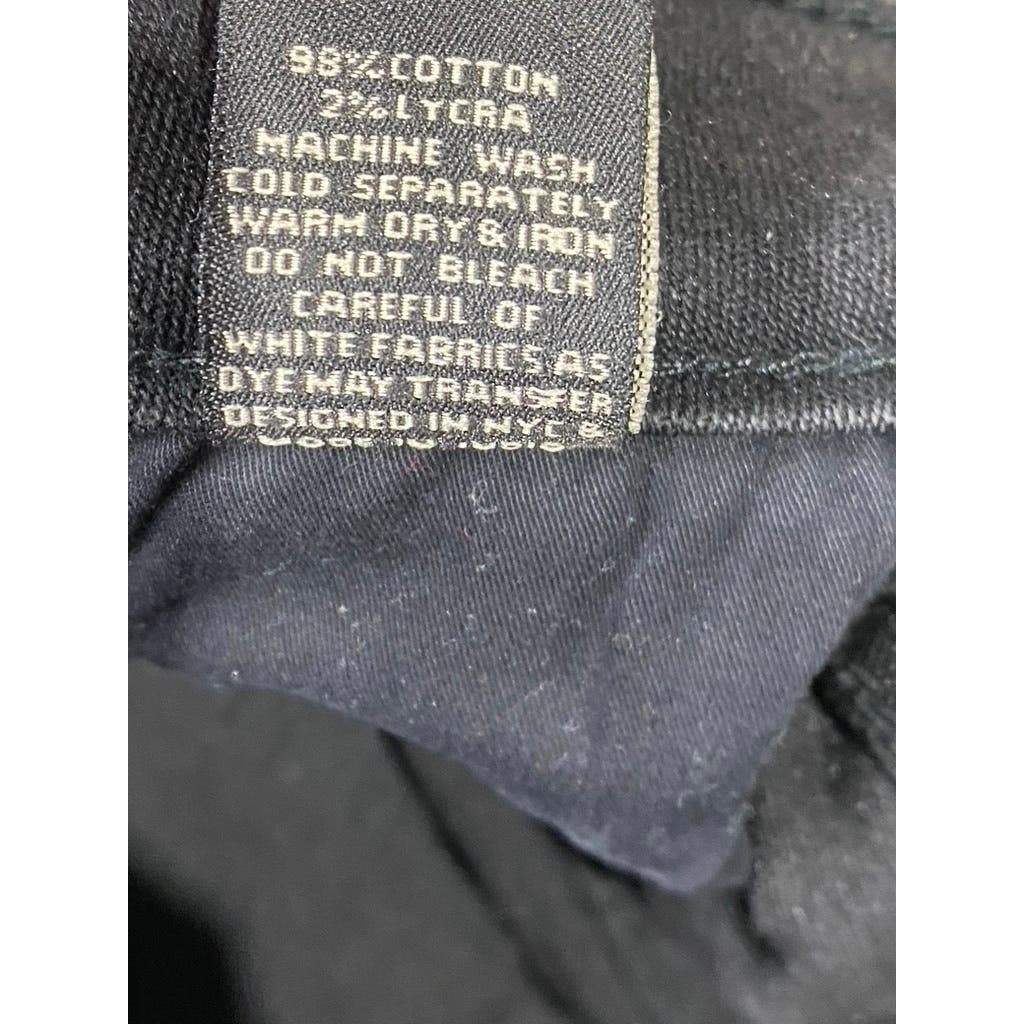 98% COTTON
2% LYCRA
MACHINE WASH
COLD SEPARATELY
WARM DRY & IRON
DO NOT BLEACH
CAREFUL OF
WHITE FABRICS AS
DYE MAY TRANSFER
DESIGNED IN NYC &